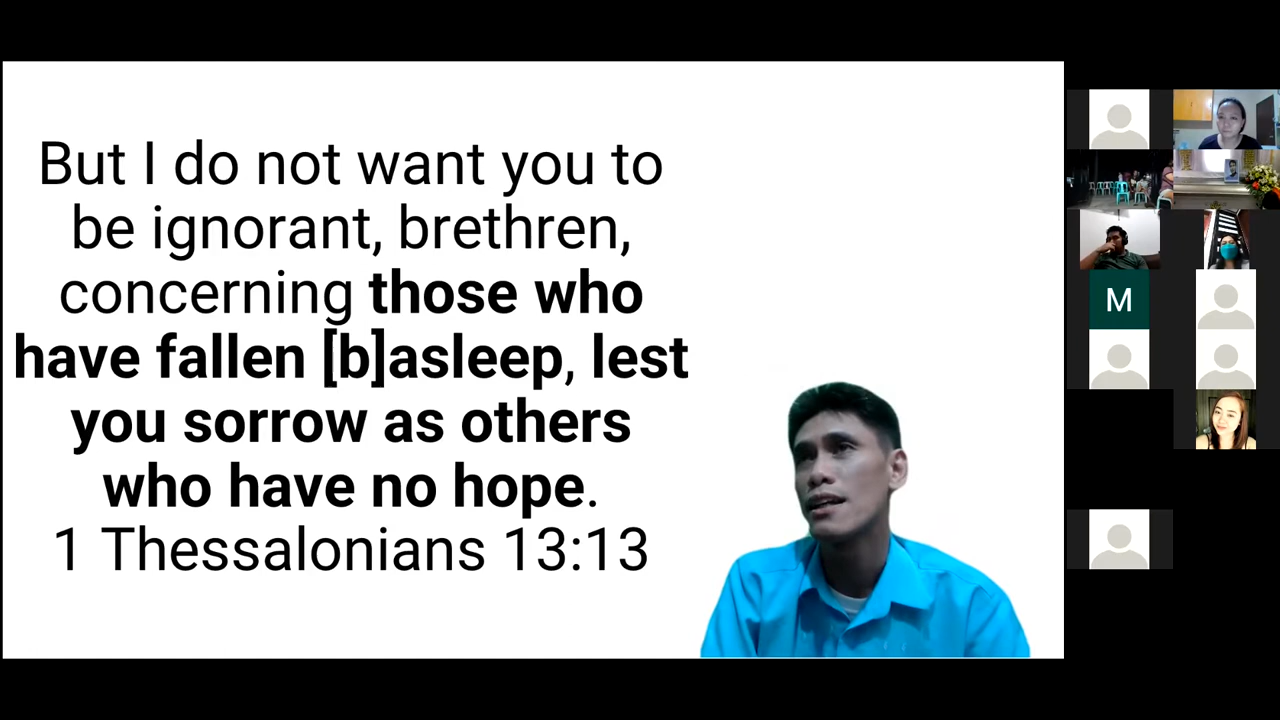 But I do not want you to
be ignorant, brethren,
concerning those who
have fallen [b]asleep, lest
you sorrow as others
who have no hope.
1 Thessalonians 13:13
M